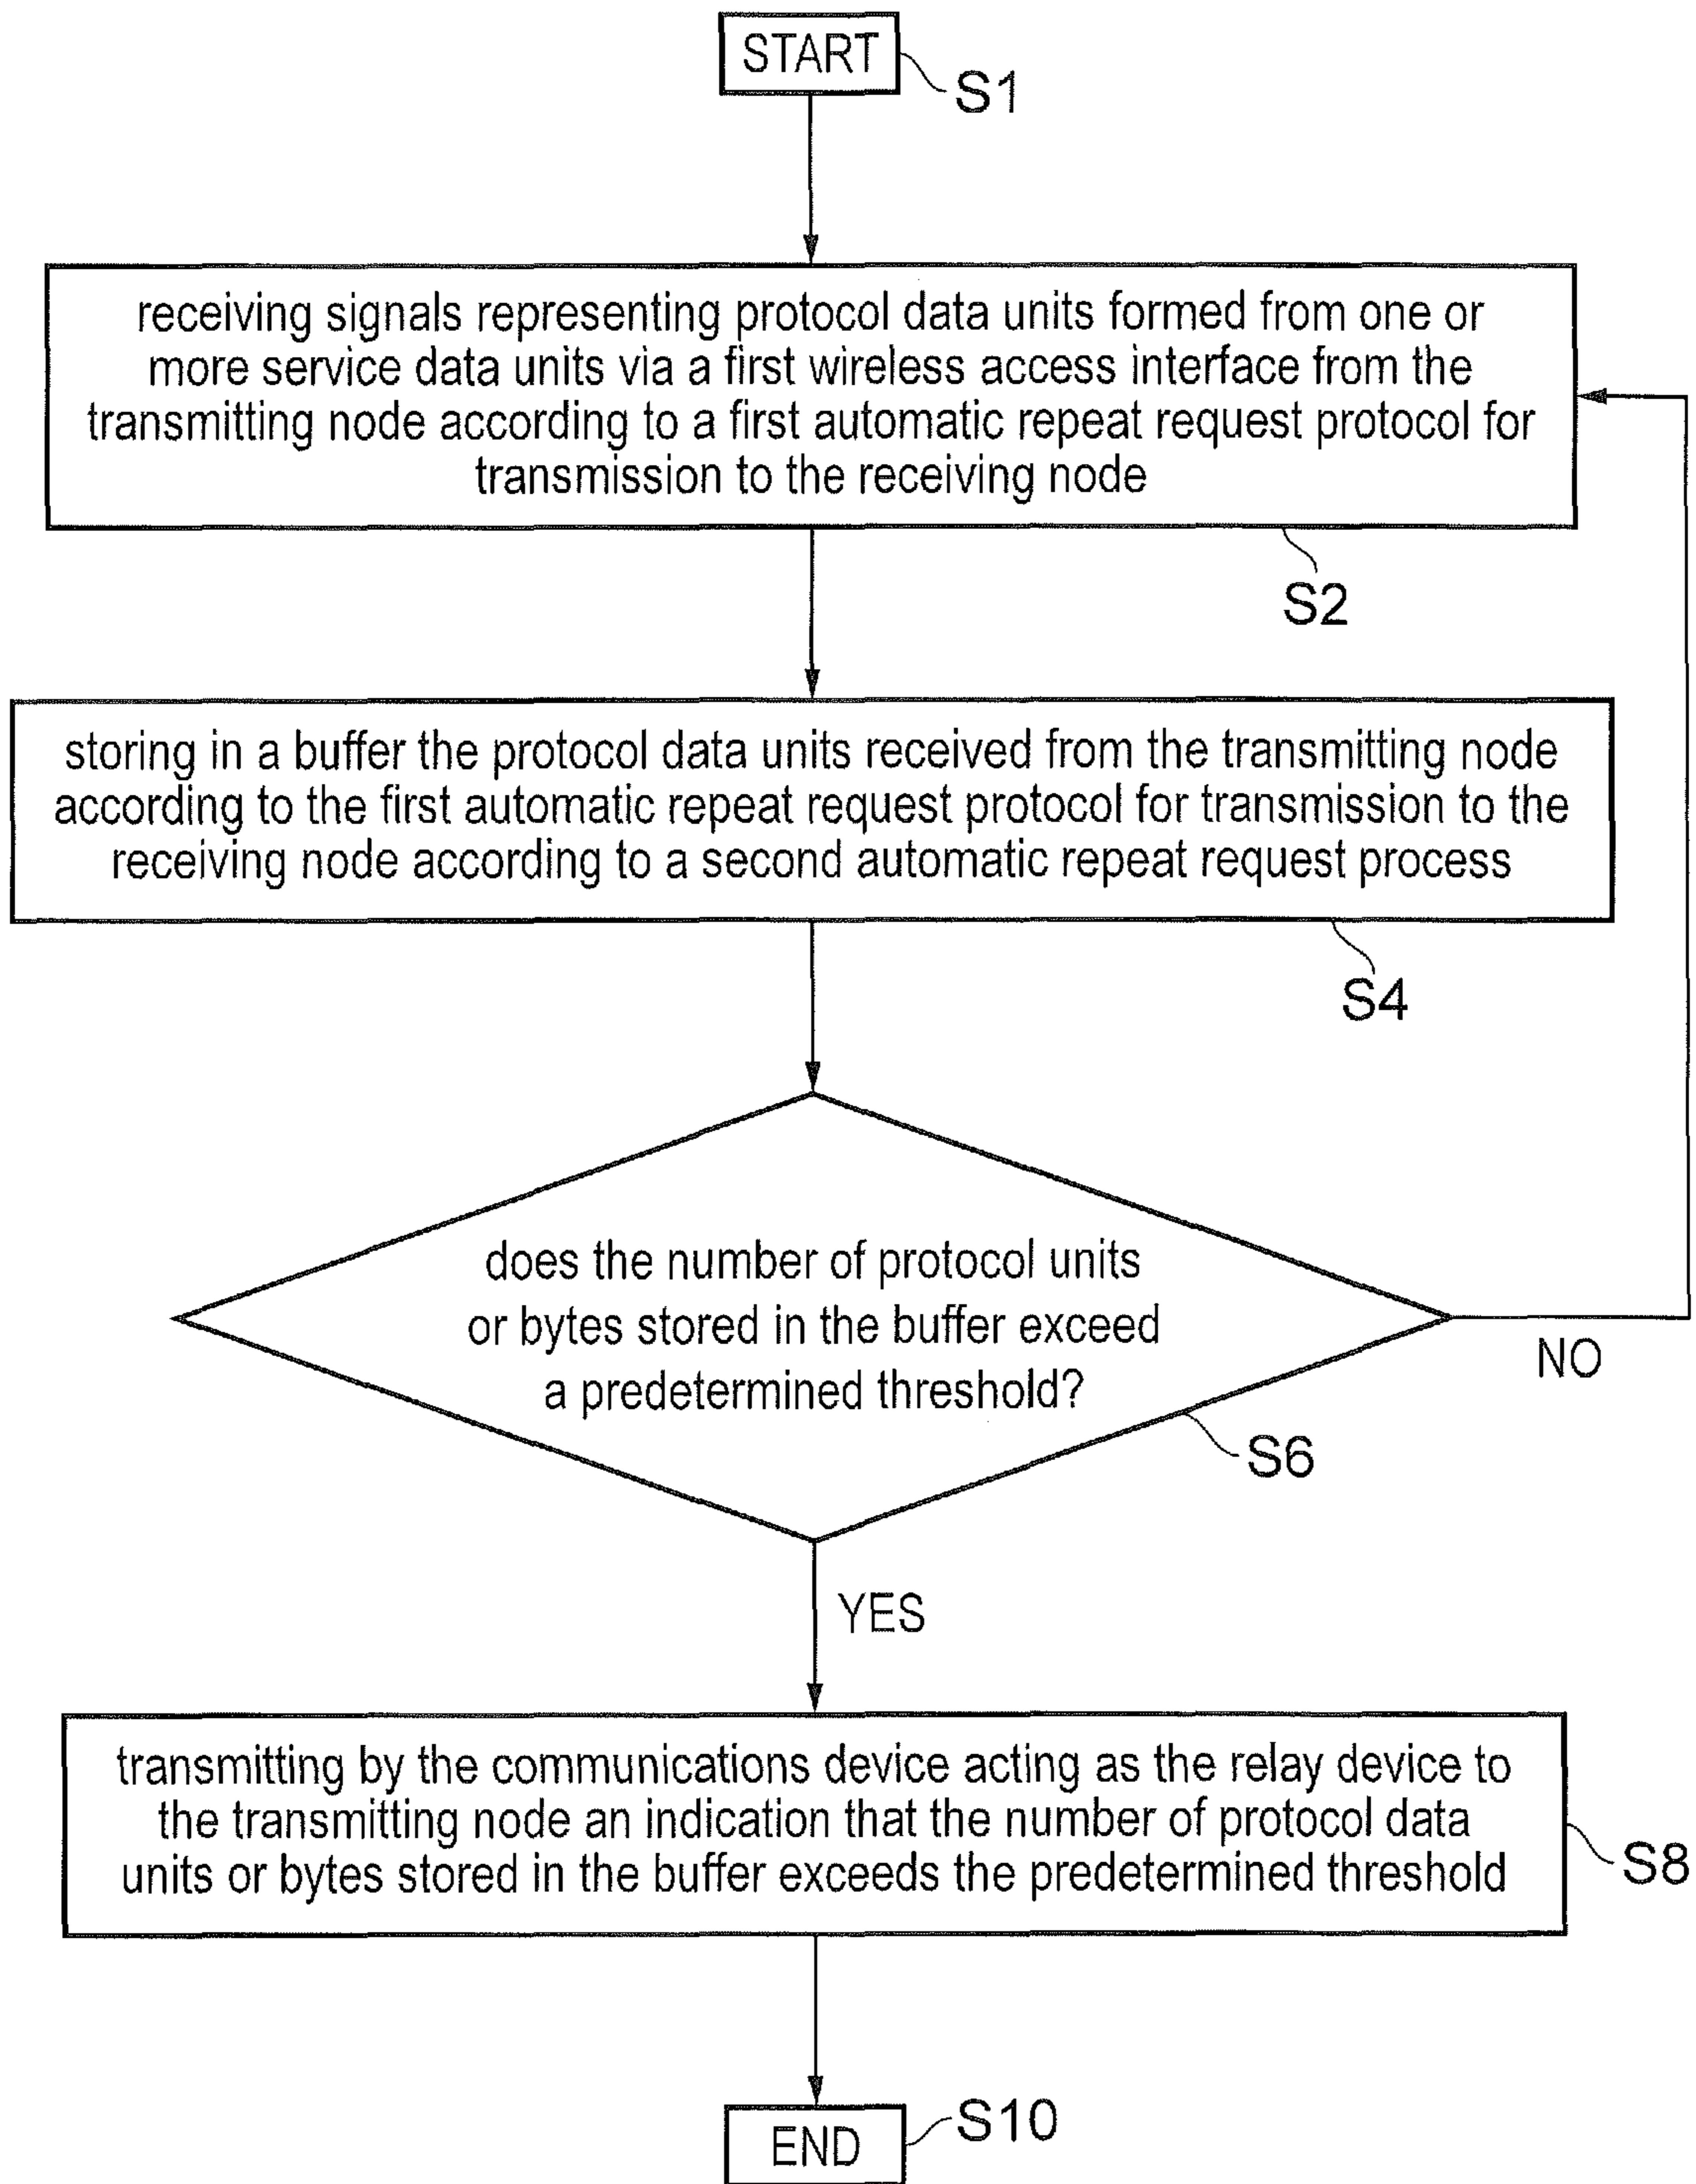 START
S1
receiving signals representing protocol data units formed from one or
more service data units via a first wireless access interface from the
transmitting node according to a first automatic repeat request protocol for
transmission to the receiving node
S2
storing in a buffer the protocol data units received from the transmitting node
according to the first automatic repeat request protocol for transmission to the
receiving node according to a second automatic repeat request process
S4
does the number of protocol units
or bytes stored in the buffer exceed
a predetermined threshold?
NO
S6
YES
transmitting by the communications device acting as the relay device to
the transmitting node an indication that the number of protocol data
units or bytes stored in the buffer exceeds the predetermined threshold
S8
END
S10